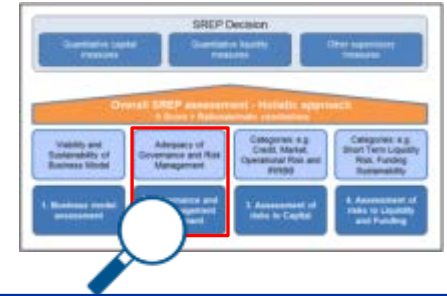 SREP Decision
Quantitative capital
measures
Quantitative liquidity
measures
Other supervisory
measures
Overall SREP assessment - Holistic approach
Viability and
Sustainability of
Business Model
Adequacy of
Governance and Risk
Management
Categories: e.g.
Credit, Market,
Operational Risk and
IRRBB
Categories: e.g.
Short Term Liquidity
Risk, Funding
Sustainability
1. Business model
assessment
3. Assessment of
risks to Capital
4. Assessment of
risks to Liquidity
and Funding